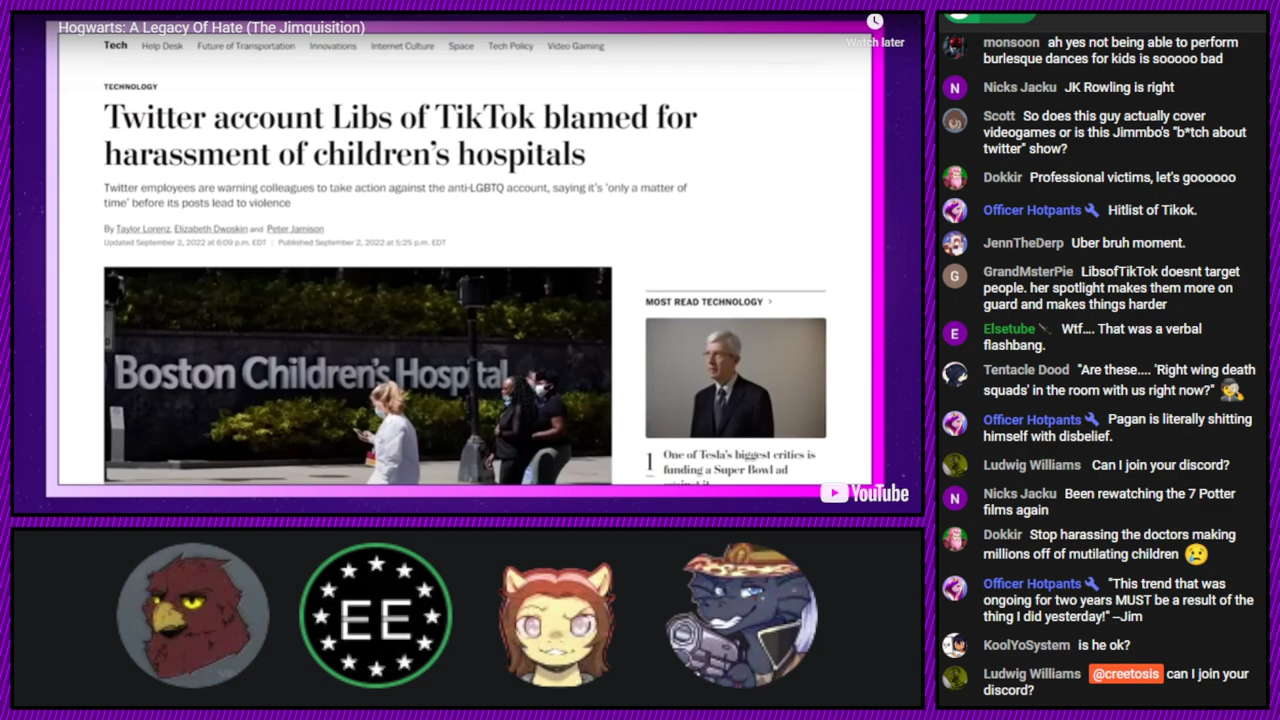 Hogwarts: A Legacy Of Hate (The Jimquisition)
Watch later
Tech Help Desk Future of Transportation Innovations Internet Culture Space Tech Policy Video Gaming
TECHNOLOGY
Twitter account Libs of TikTok blamed for
harassment of children's hospitals
Twitter employees are warning colleagues to take action against the anti-LGBTQ account, saying it's 'only a matter of
time' before its posts lead to violence
By Taylor Lorenz, Elizabeth Dwoskin and Peter Jamison
Updated September 2, 2022 at 6:09 p.m. EDT | Published September 2, 2022 at 5:25 p.m. EDT
Boston Children's Hospital
MOST READ TECHNOLOGY >
1 One of Tesla's biggest critics is
funding a Super Bowl ad
against it
YouTube
EE
monsoon ah yes not being able to perform
burlesque dances for kids is sooooo bad
N Nicks Jacku JK Rowling is right
Scott So does this guy actually cover
videogames or is this Jimmbo's "b*tch about
twitter" show?
Dokkir Professional victims, let's goooooo
Officer Hotpants Hitlist of Tikok.
JennTheDerp Uber bruh moment.
G GrandMsterPie LibsofTikTok doesnt target
people. her spotlight makes them more on
guard and makes things harder
E Elsetube Wtf.... That was a verbal
flashbang.
Tentacle Dood "Are these.... 'Right wing death
squads' in the room with us right now?"
Officer Hotpants Pagan is literally shitting
himself with disbelief.
Ludwig Williams Can I join your discord?
N Nicks Jacku Been rewatching the 7 Potter
films again
Dokkir Stop harassing the doctors making
millions off of mutilating children
Officer Hotpants "This trend that was
ongoing for two years MUST be a result of the
thing I did yesterday!" --Jim
KoolYoSystem is he ok?
Ludwig Williams @creetosis can I join your
discord?